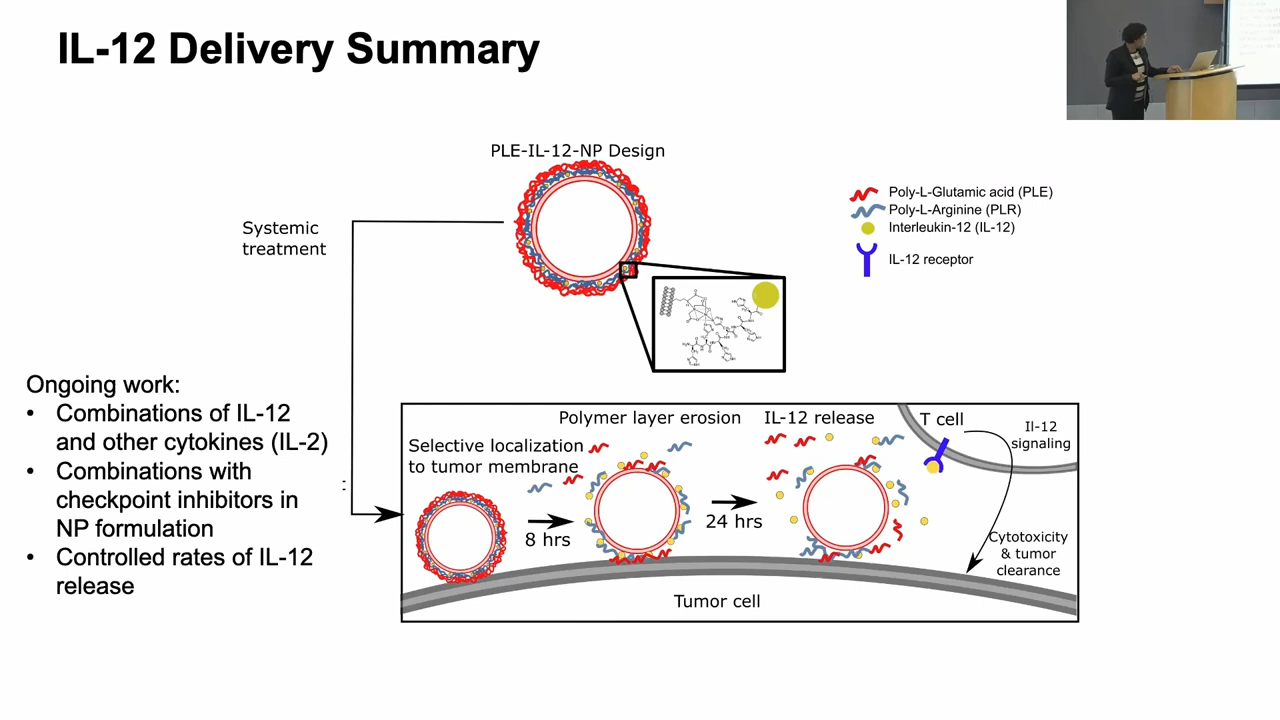 IL-12 Delivery Summary
PLE-IL-12-NP Design
Systemic
treatment
Poly-L-Glutamic acid (PLE)
Poly-L-Arginine (PLR)
Interleukin-12 (IL-12)
IL-12 receptor
Ongoing work:
• Combinations of IL-12
and other cytokines (IL-2)
• Combinations with
checkpoint inhibitors in
NP formulation
• Controlled rates of IL-12
release
Selective localization
to tumor membrane
8 hrs
Polymer layer erosion
24 hrs
IL-12 release
T cell
Il-12
signaling
Cytotoxicity
& tumor
clearance
Tumor cell